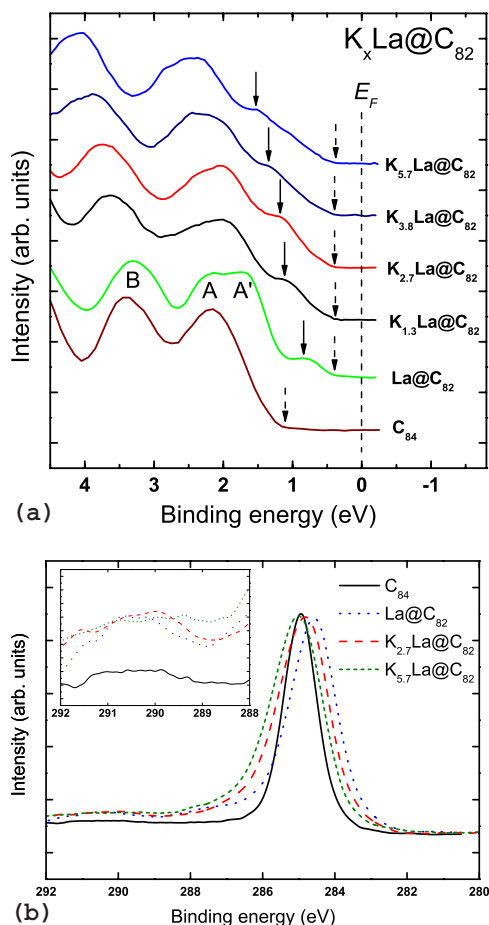 KₓLa@C₈₂
E_F
K₅.₇La@C₈₂
K₃.₈La@C₈₂
K₂.₇La@C₈₂
K₁.₃La@C₈₂
B A A'
La@C₈₂
C₈₄
Intensity (arb. units)
4 3 2 1 0 -1
Binding energy (eV)
(a)
C₈₄
La@C₈₂
K₂.₇La@C₈₂
K₅.₇La@C₈₂
292 291 290 289 288
Intensity (arb. units)
292 290 288 286 284 282 280
Binding energy (eV)
(b)